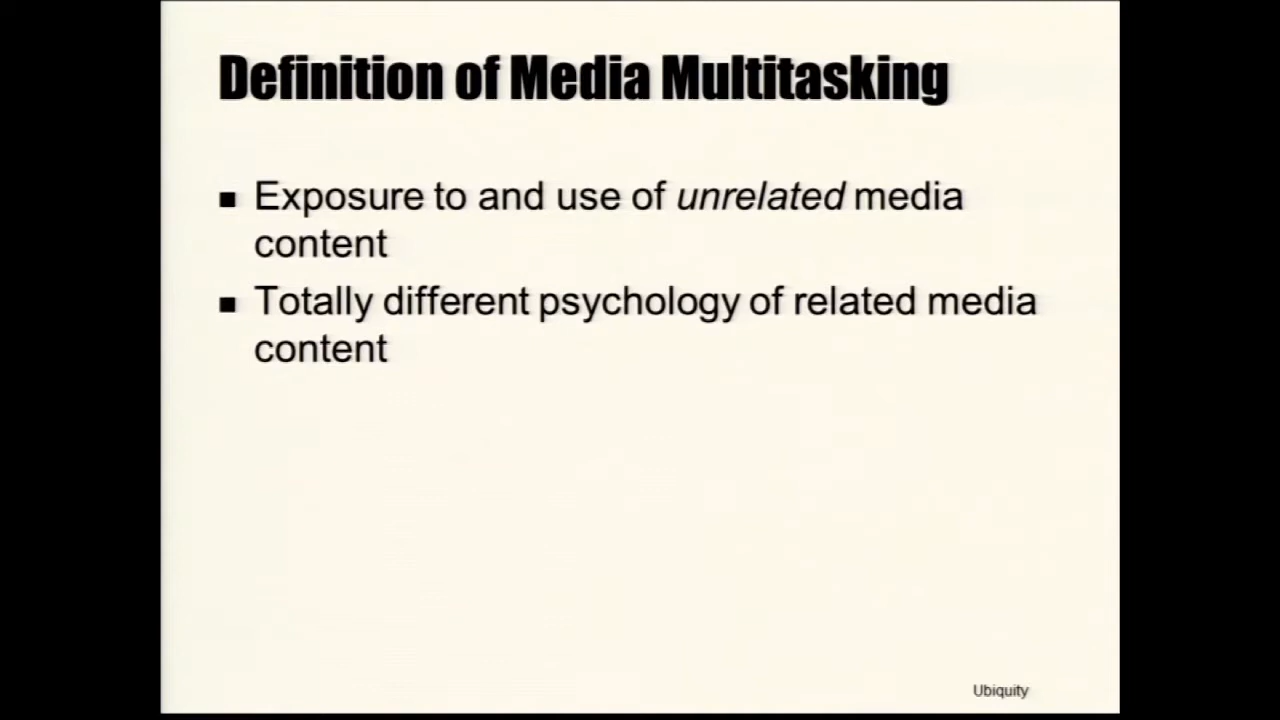 Definition of Media Multitasking
Exposure to and use of unrelated media
content
Totally different psychology of related media
content
Ubiquity